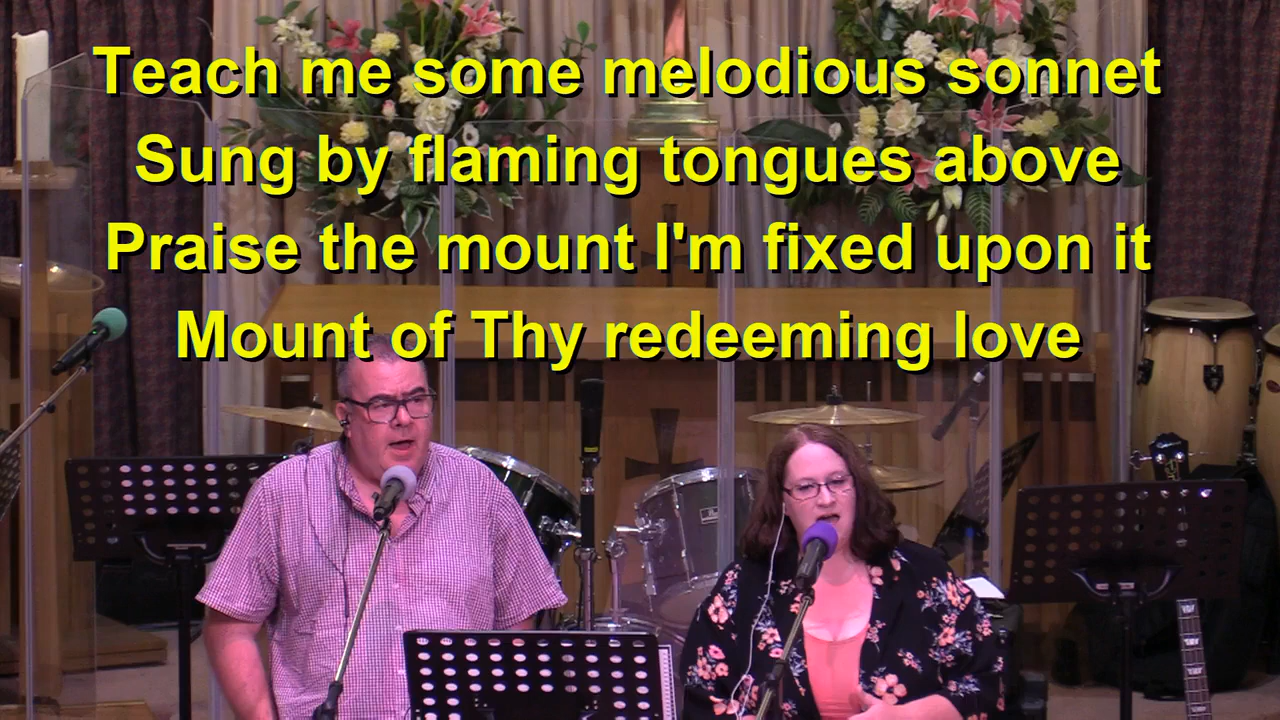 Teach me some melodious sonnet
Sung by flaming tongues above
Praise the mount I'm fixed upon it
Mount of Thy redeeming love